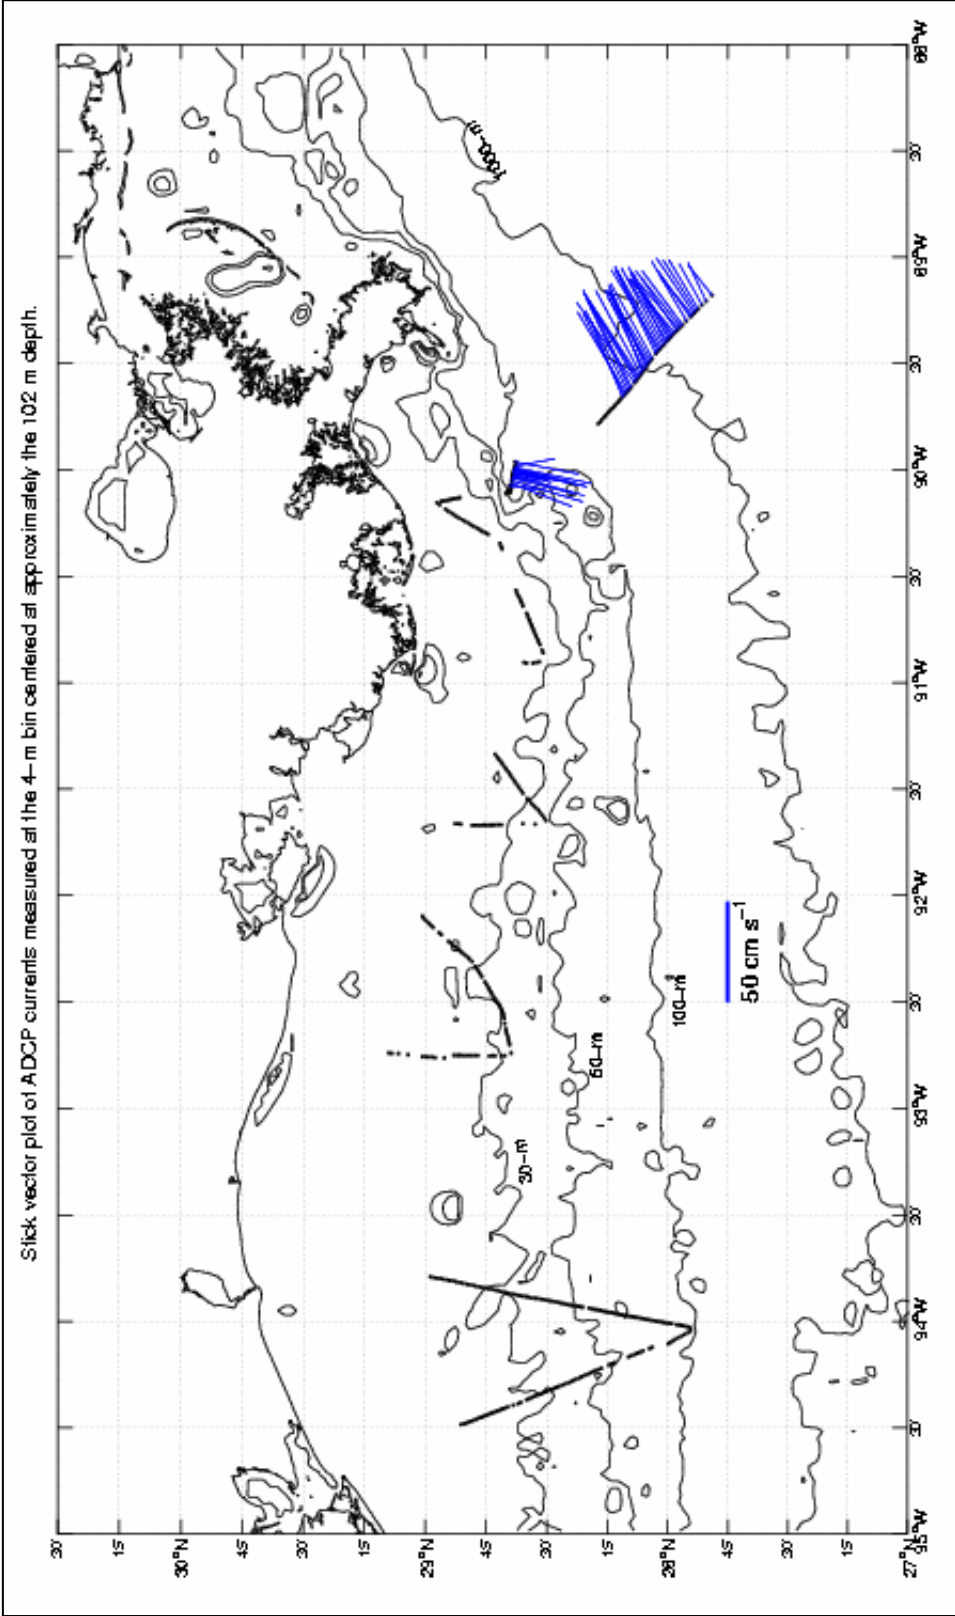 Stick vector plot of ADCP currents measured at the 4-m bin centered at approximately the 102 m depth.
30'
15'
30°N
45'
30'
15'
29°N
45'
30'
15'
28°N
45'
30'
15'
27°N
95°W
30'
94°W
30'
93°W
30'
92°W
30'
91°W
30'
90°W
30'
89°W
30'
88°W
1000-m
30-m
50-m
100-m
50 cm s⁻¹